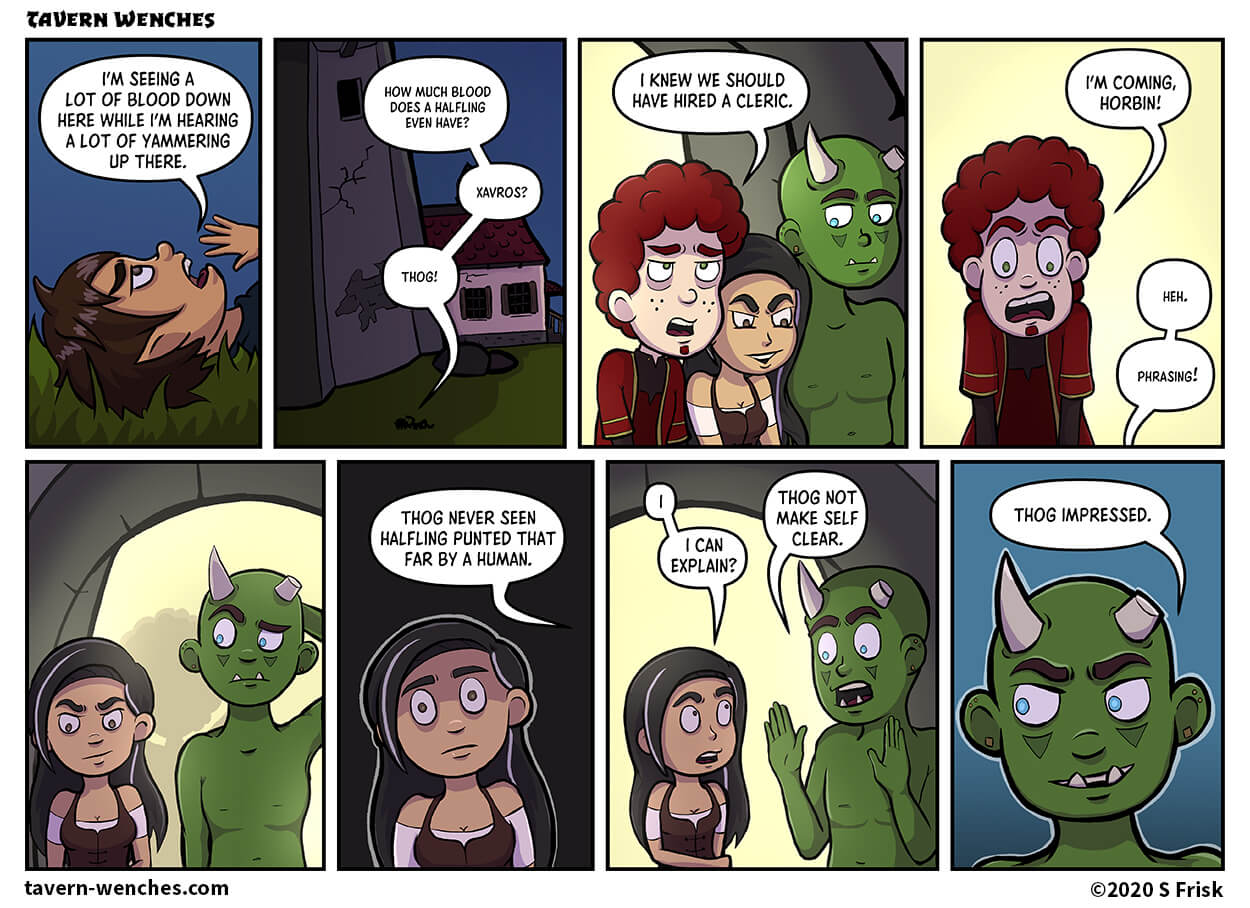 TAVERN WENCHES
I'M SEEING A
LOT OF BLOOD DOWN
HERE WHILE I'M HEARING
A LOT OF YAMMERING
UP THERE.
HOW MUCH BLOOD
DOES A HALFLING
EVEN HAVE?
XAVROS?
THOG!
I KNEW WE SHOULD
HAVE HIRED A CLERIC.
I'M COMING,
HORBIN!
HEH.
PHRASING!
THOG NEVER SEEN
HALFLING PUNTED THAT
FAR BY A HUMAN.
I
I CAN
EXPLAIN?
THOG NOT
MAKE SELF
CLEAR.
THOG IMPRESSED.
tavern-wenches.com
©2020 S Frisk